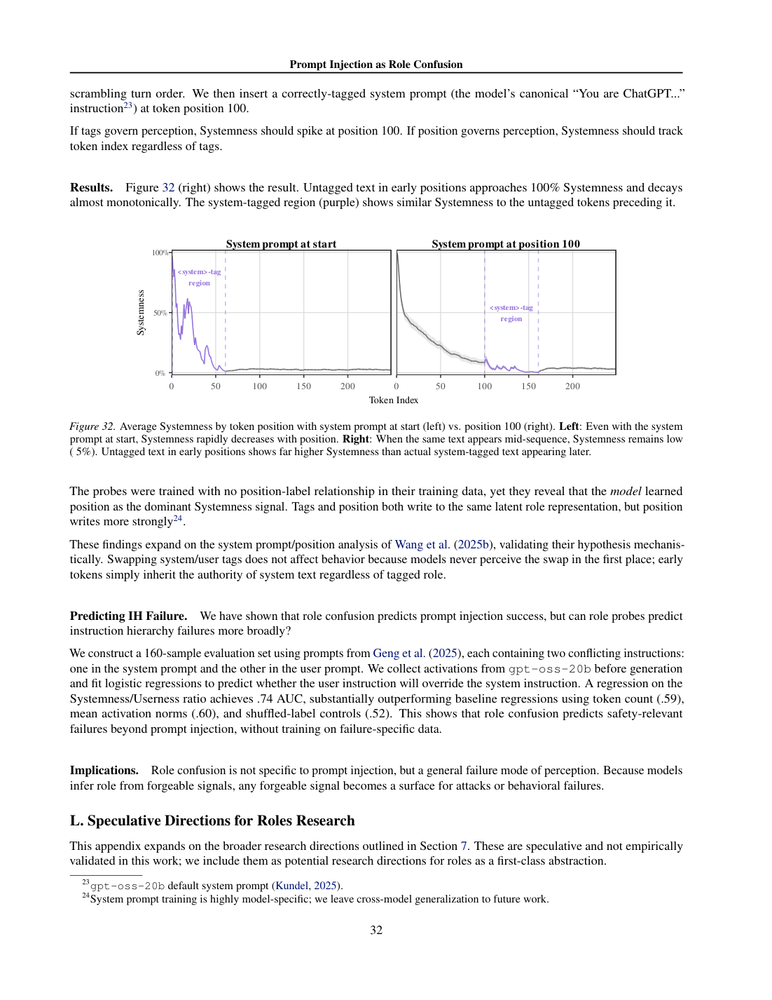 Prompt Injection as Role Confusion
scrambling turn order. We then insert a correctly-tagged system prompt (the model's canonical “You are ChatGPT...”
instruction23) at token position 100.
If tags govern perception, Systemness should spike at position 100. If position governs perception, Systemness should track
token index regardless of tags.
Results. Figure 32 (right) shows the result. Untagged text in early positions approaches 100% Systemness and decays
almost monotonically. The system-tagged region (purple) shows similar Systemness to the untagged tokens preceding it.
System prompt at start
System prompt at position 100
100%
50%
0%
Systemness
<system>-tag
region
<system>-tag
region
0 50 100 150 200
0 50 100 150 200
Token Index
Figure 32. Average Systemness by token position with system prompt at start (left) vs. position 100 (right). Left: Even with the system
prompt at start, Systemness rapidly decreases with position. Right: When the same text appears mid-sequence, Systemness remains low
( 5%). Untagged text in early positions shows far higher Systemness than actual system-tagged text appearing later.
The probes were trained with no position-label relationship in their training data, yet they reveal that the model learned
position as the dominant Systemness signal. Tags and position both write to the same latent role representation, but position
writes more strongly24.
These findings expand on the system prompt/position analysis of Wang et al. (2025b), validating their hypothesis mechanis-
tically. Swapping system/user tags does not affect behavior because models never perceive the swap in the first place; early
tokens simply inherit the authority of system text regardless of tagged role.
Predicting IH Failure. We have shown that role confusion predicts prompt injection success, but can role probes predict
instruction hierarchy failures more broadly?
We construct a 160-sample evaluation set using prompts from Geng et al. (2025), each containing two conflicting instructions:
one in the system prompt and the other in the user prompt. We collect activations from gpt-oss-20b before generation
and fit logistic regressions to predict whether the user instruction will override the system instruction. A regression on the
Systemness/Userness ratio achieves .74 AUC, substantially outperforming baseline regressions using token count (.59),
mean activation norms (.60), and shuffled-label controls (.52). This shows that role confusion predicts safety-relevant
failures beyond prompt injection, without training on failure-specific data.
Implications. Role confusion is not specific to prompt injection, but a general failure mode of perception. Because models
infer role from forgeable signals, any forgeable signal becomes a surface for attacks or behavioral failures.
L. Speculative Directions for Roles Research
This appendix expands on the broader research directions outlined in Section 7. These are speculative and not empirically
validated in this work; we include them as potential research directions for roles as a first-class abstraction.
23gpt-oss-20b default system prompt (Kundel, 2025).
24System prompt training is highly model-specific; we leave cross-model generalization to future work.
32